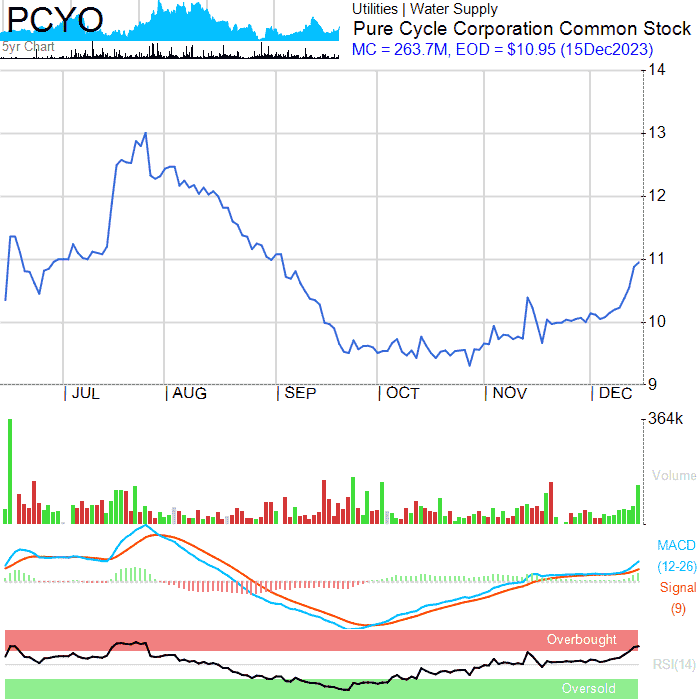 PCYO
5yr Chart
Utilities | Water Supply
Pure Cycle Corporation Common Stock
MC = 263.7M, EOD = $10.95 (15Dec2023)
14
13
12
11
10
9
JUL AUG SEP OCT NOV DEC
364k
Volume
MACD
(12-26)
Signal
(9)
Overbought
RSI(14)
Oversold